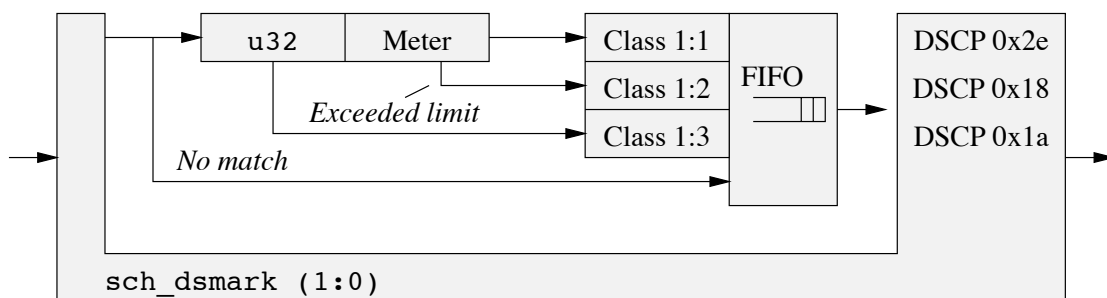 u32 Meter Class 1:1 DSCP 0x2e
Class 1:2 FIFO DSCP 0x18
Exceeded limit Class 1:3 DSCP 0x1a
No match
sch_dsmark (1:0)